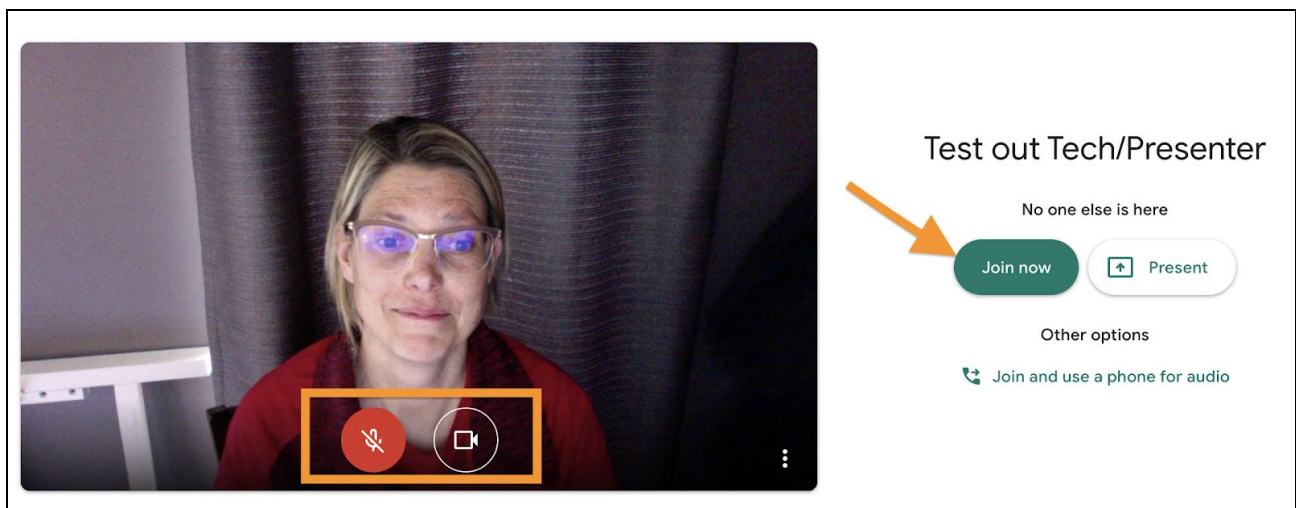 Test out Tech/Presenter
No one else is here
Join now
Present
Other options
Join and use a phone for audio